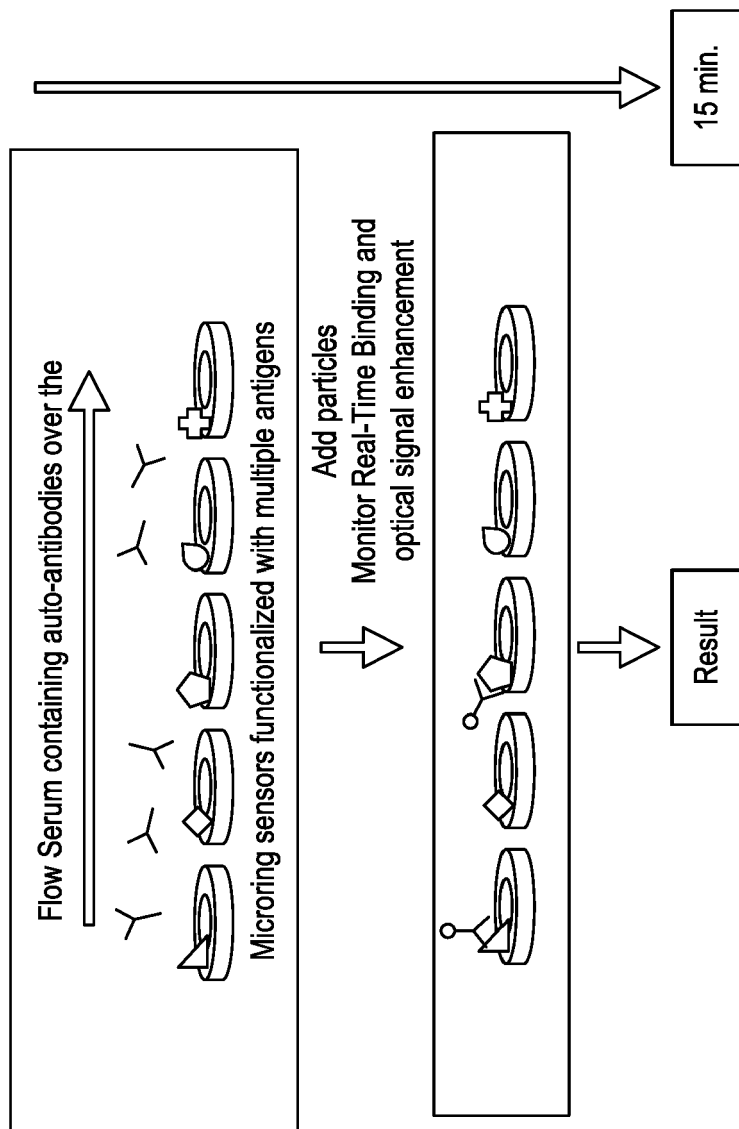 Flow Serum containing auto-antibodies over the
Microring sensors functionalized with multiple antigens
Add particles
Monitor Real-Time Binding and
optical signal enhancement
Result
15 min.